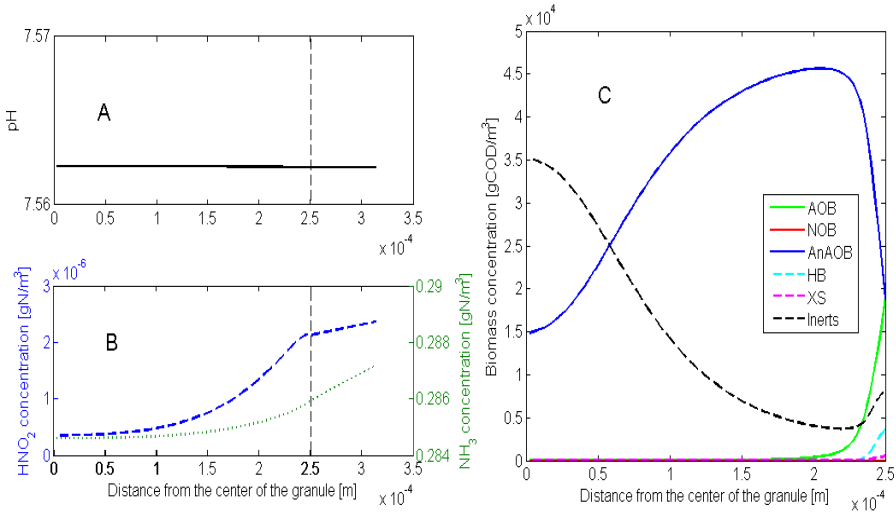 7.57
A
pH
7.56
0 0.5 1 1.5 2 2.5 3 3.5
x 10-4
x 10-6
3
2
1
0
HNO2 concentration [gN/m3]
B
0.29
0.288
0.286
0.284
NH3 concentration [gN/m3]
0 0.5 1 1.5 2 2.5 3 3.5
Distance from the center of the granule [m]
x 10-4
x 104
5
4.5
4
3.5
3
2.5
2
1.5
1
0.5
0
Biomass concentration [gCOD/m3]
C
AOB
NOB
AnAOB
HB
XS
Inerts
0 0.5 1 1.5 2 2.5
Distance from the center of the granule [m]
x 10-4